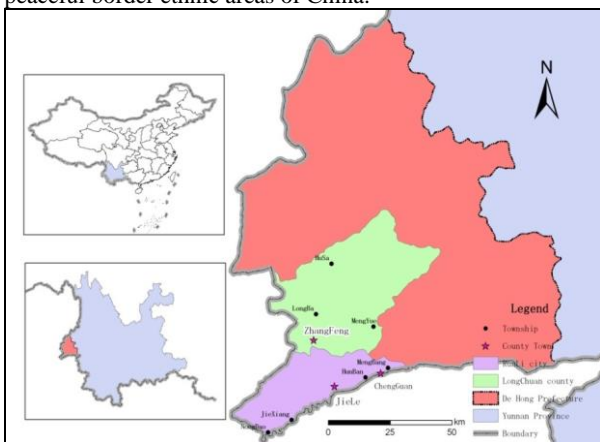 peaceful border ethnic areas of China.
N
HuSa
LongBa
MengYue
ZhangFeng
Legend
Township
County Town
LongChuan county
De Hong Prefecture
Yunnan Province
Boundary
ChengGuan
JieLe
JieXiang
0 25 50
km